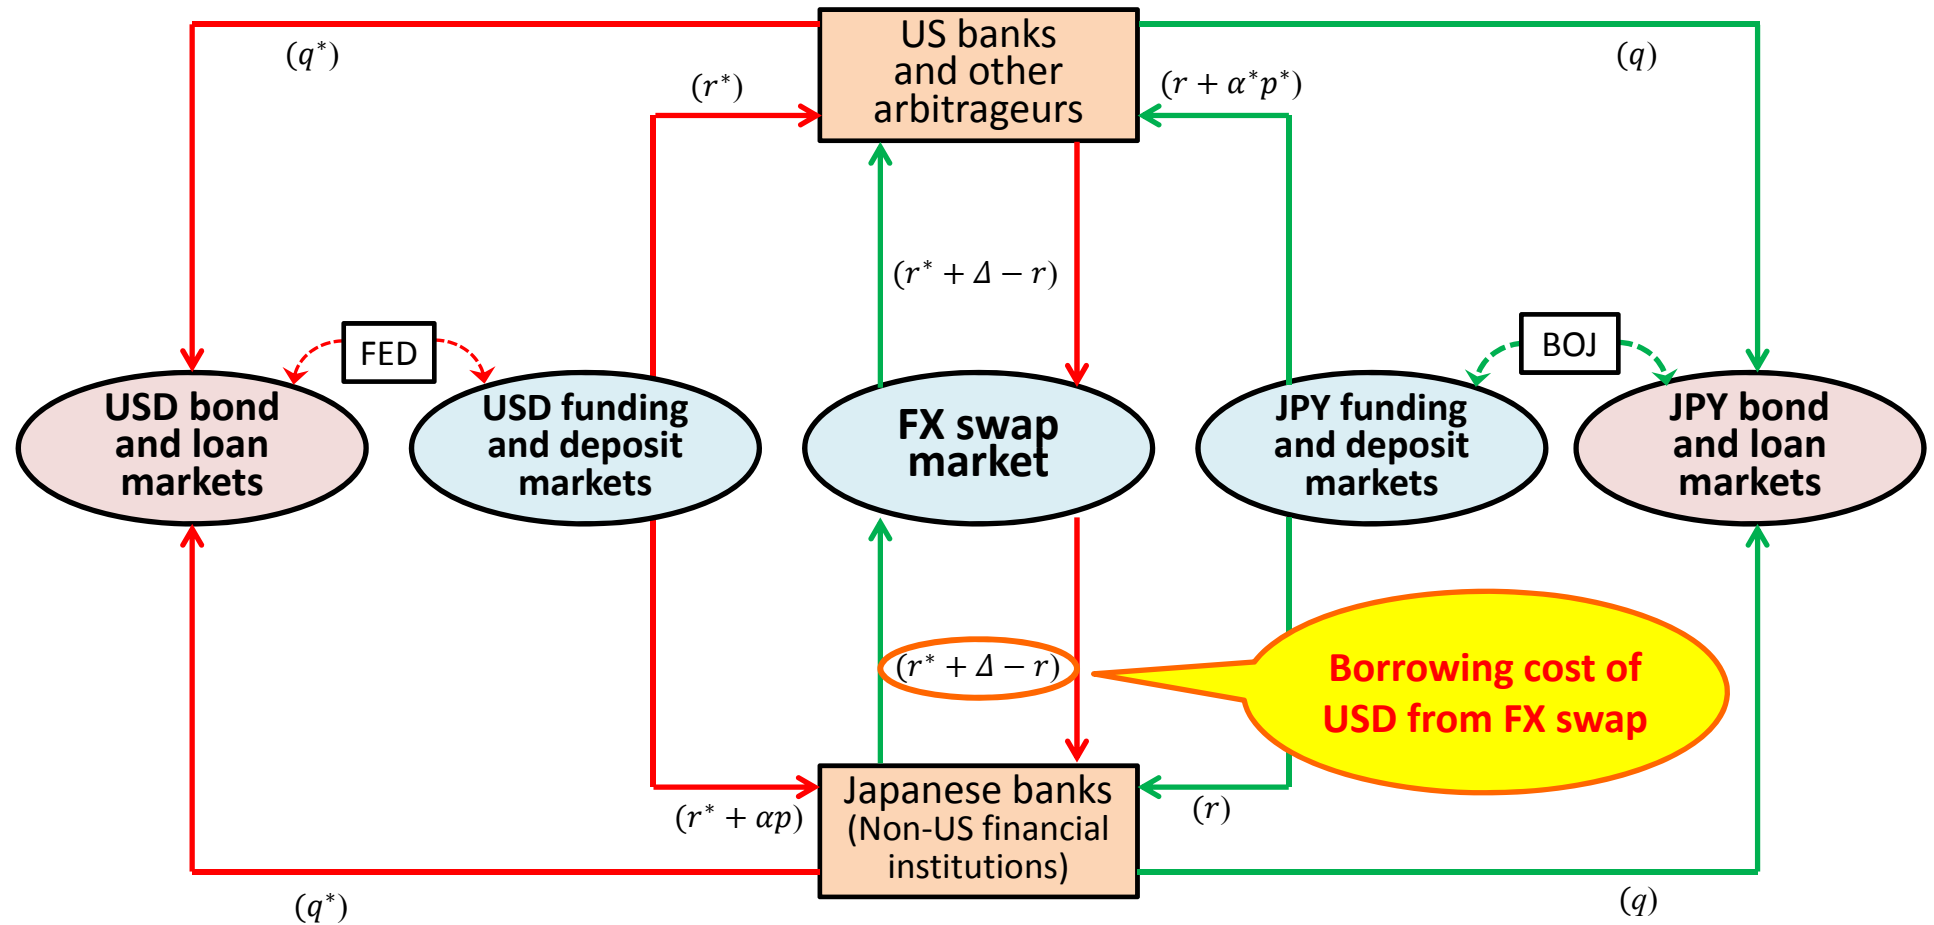 US banks
and other
arbitrageurs
(q*)
(q)
(r*)
(r + α*p*)
(r* + Δ − r)
FED
BOJ
USD bond
and loan
markets
USD funding
and deposit
markets
FX swap
market
JPY funding
and deposit
markets
JPY bond
and loan
markets
(r* + Δ − r)
Borrowing cost of
USD from FX swap
Japanese banks
(Non-US financial
institutions)
(r* + αp)
(r)
(q*)
(q)